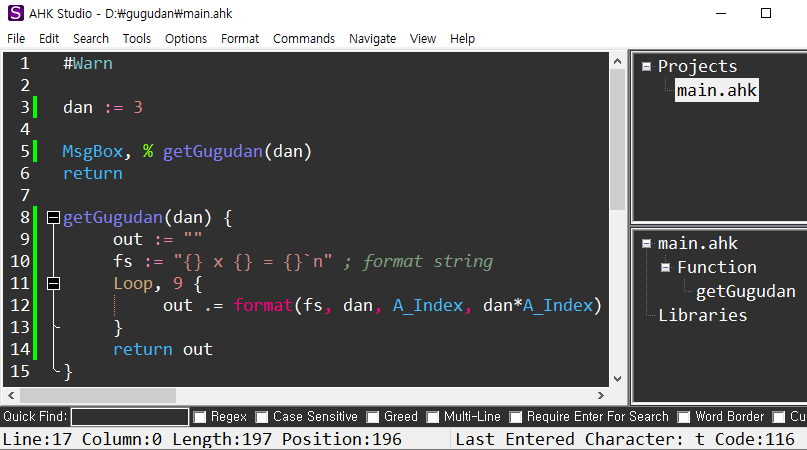 AHK Studio - D:₩gugudan₩main.ahk
File Edit Search Tools Options Format Commands Navigate View Help
1 #Warn
2
3 dan := 3
4
5 MsgBox, % getGugudan(dan)
6 return
7
8 getGugudan(dan) {
9 out := ""
10 fs := "{} x {} = {}`n" ; format string
11 Loop, 9 {
12 out .= format(fs, dan, A_Index, dan*A_Index)
13 }
14 return out
15 }
Projects
main.ahk
main.ahk
Function
getGugudan
Libraries
Quick Find: Regex Case Sensitive Greed Multi-Line Require Enter For Search Word Border Cu
Line:17 Column:0 Length:197 Position:196 Last Entered Character: t Code:116